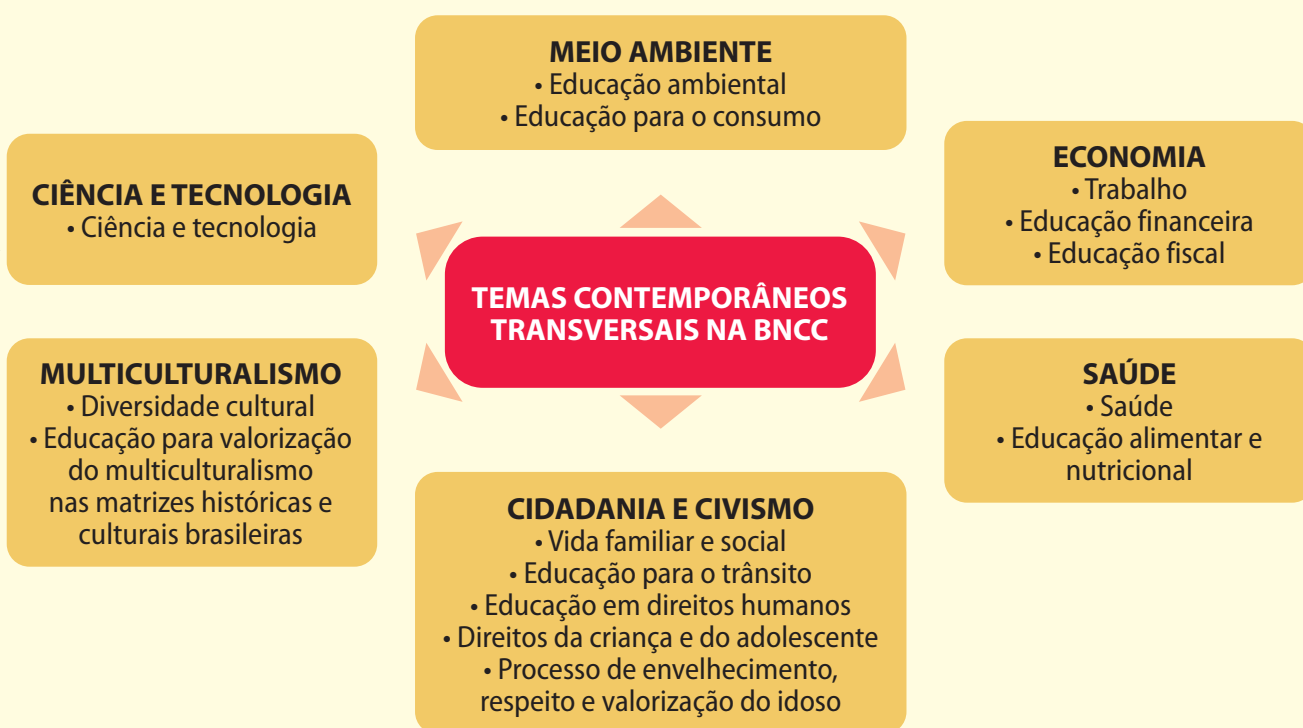 MEIO AMBIENTE
• Educação ambiental
• Educação para o consumo
CIÊNCIA E TECNOLOGIA
• Ciência e tecnologia
ECONOMIA
• Trabalho
• Educação financeira
• Educação fiscal
TEMAS CONTEMPORÂNEOS
TRANSVERSAIS NA BNCC
MULTICULTURALISMO
• Diversidade cultural
• Educação para valorização
do multiculturalismo
nas matrizes históricas e
culturais brasileiras
SAÚDE
• Saúde
• Educação alimentar e
nutricional
CIDADANIA E CIVISMO
• Vida familiar e social
• Educação para o trânsito
• Educação em direitos humanos
• Direitos da criança e do adolescente
• Processo de envelhecimento,
respeito e valorização do idoso